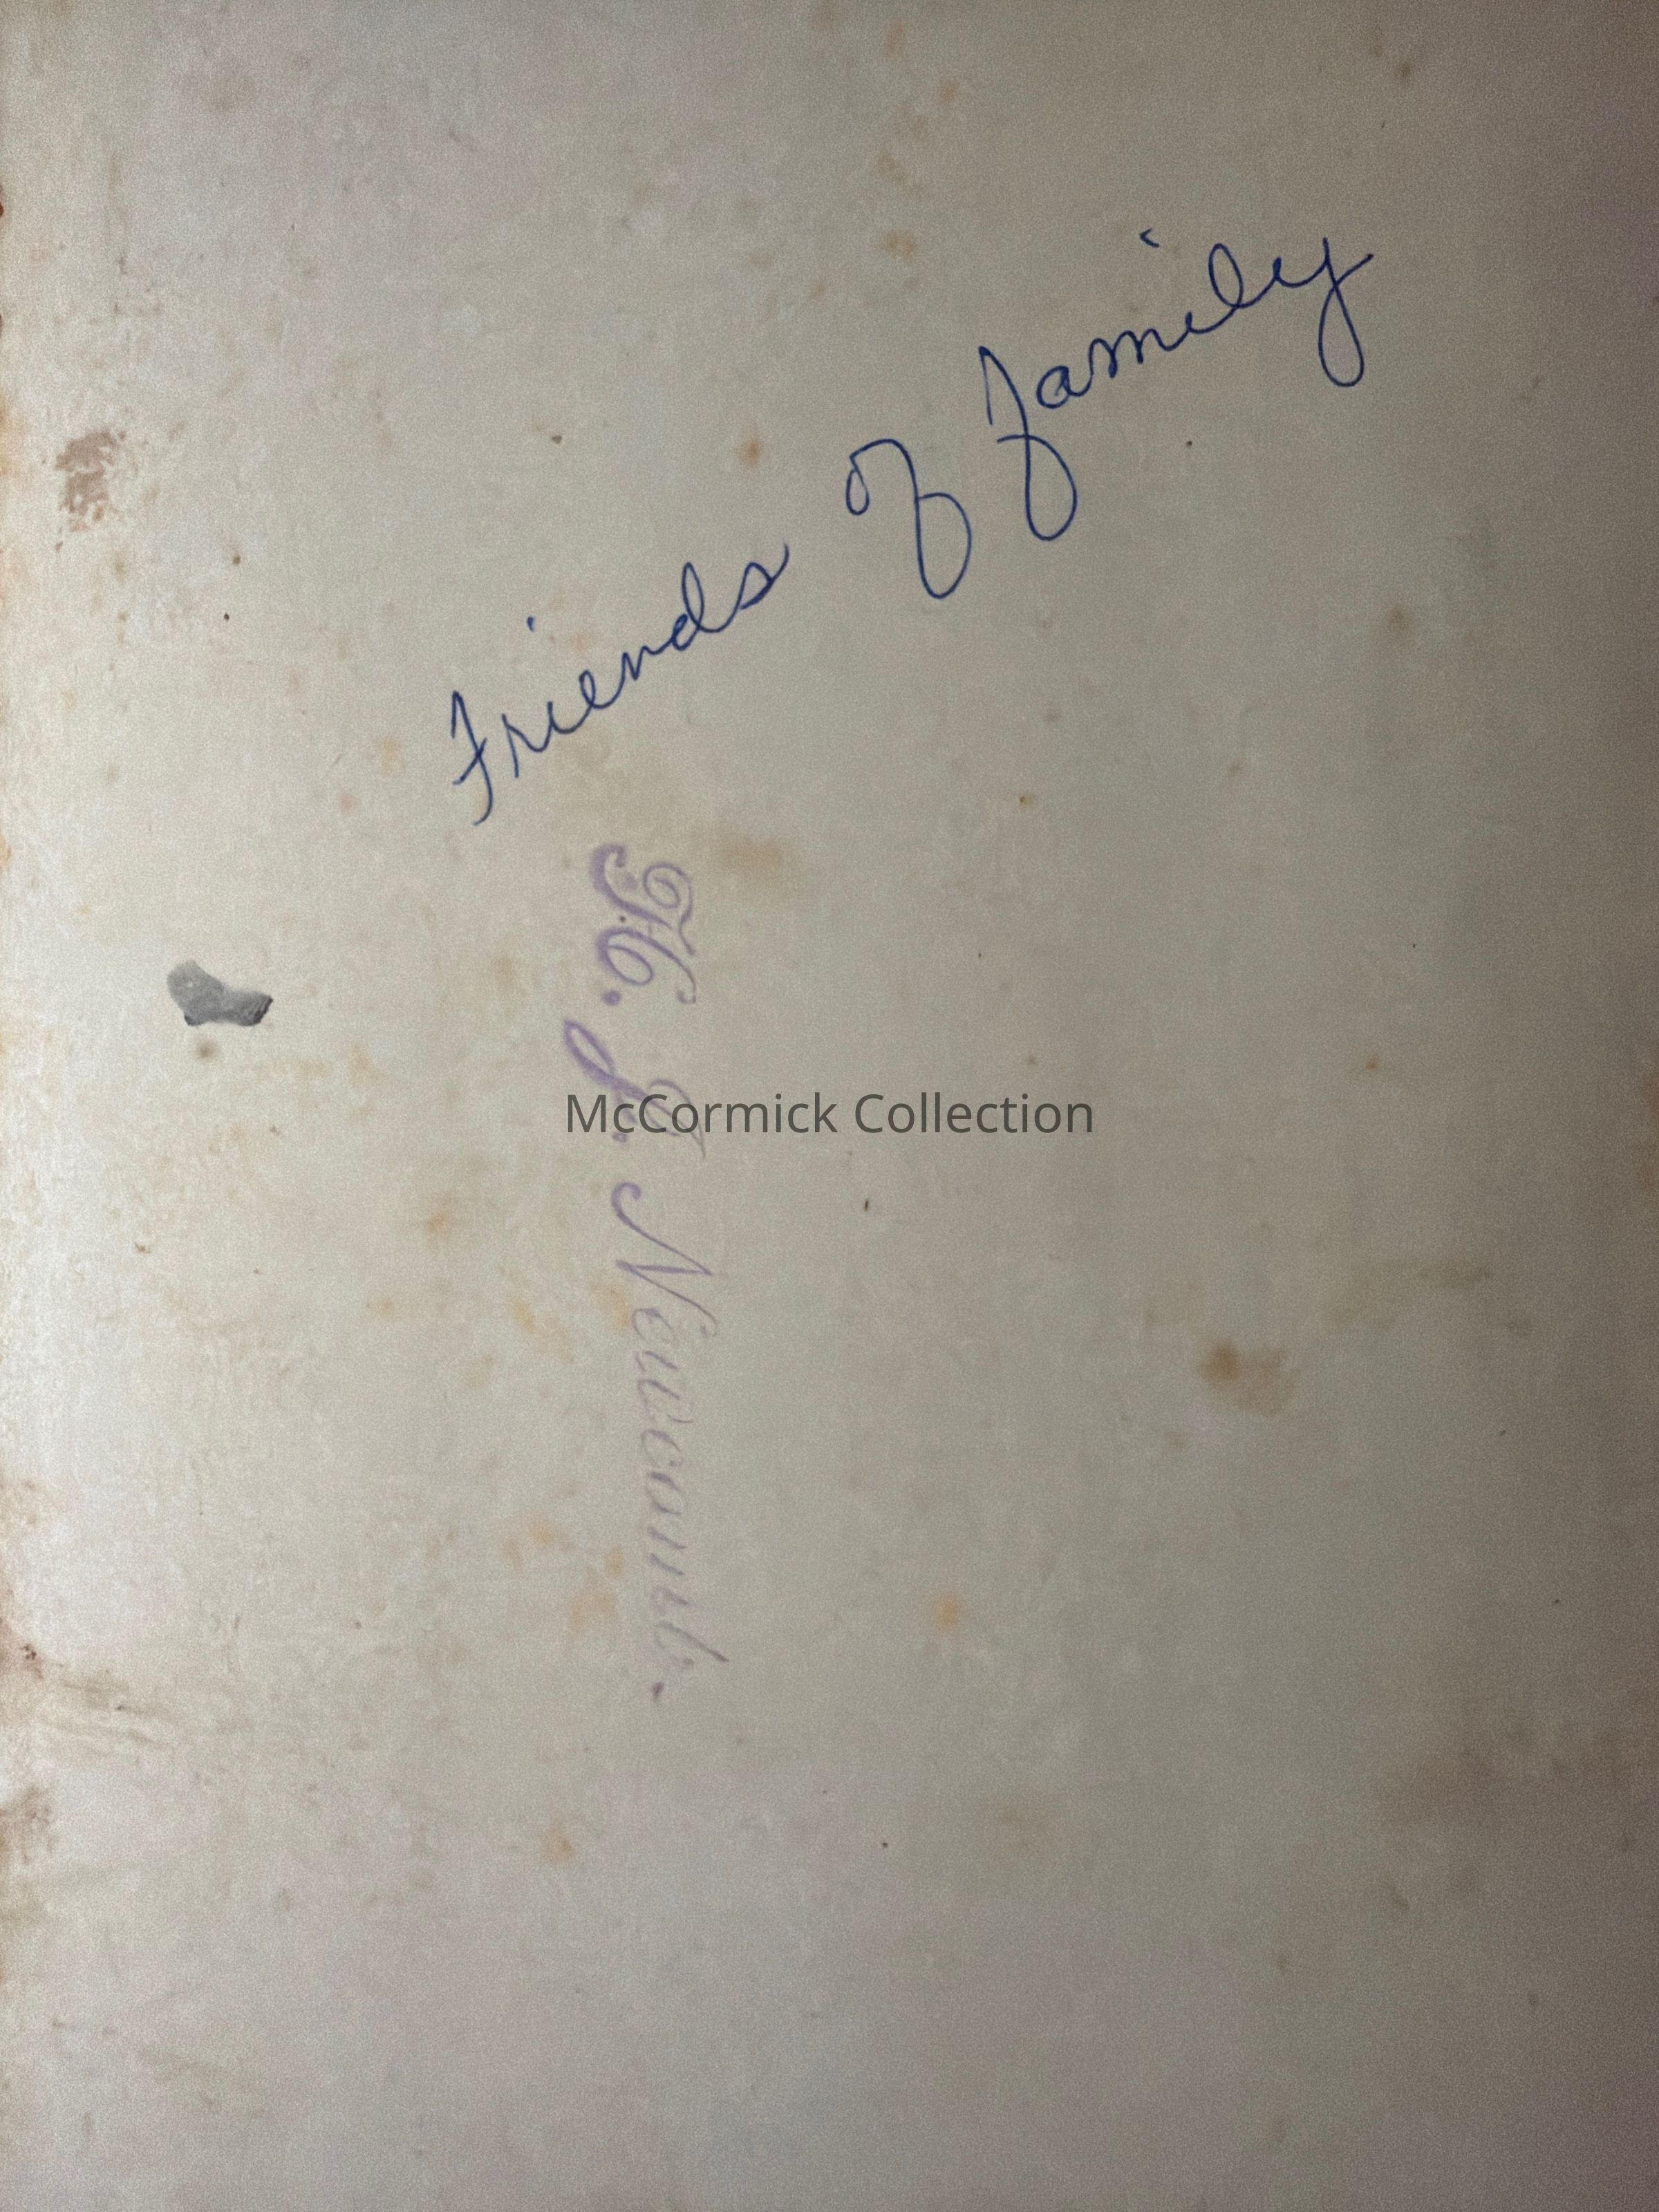 Friends of family
H. J. Newcomb.
McCormick Collection